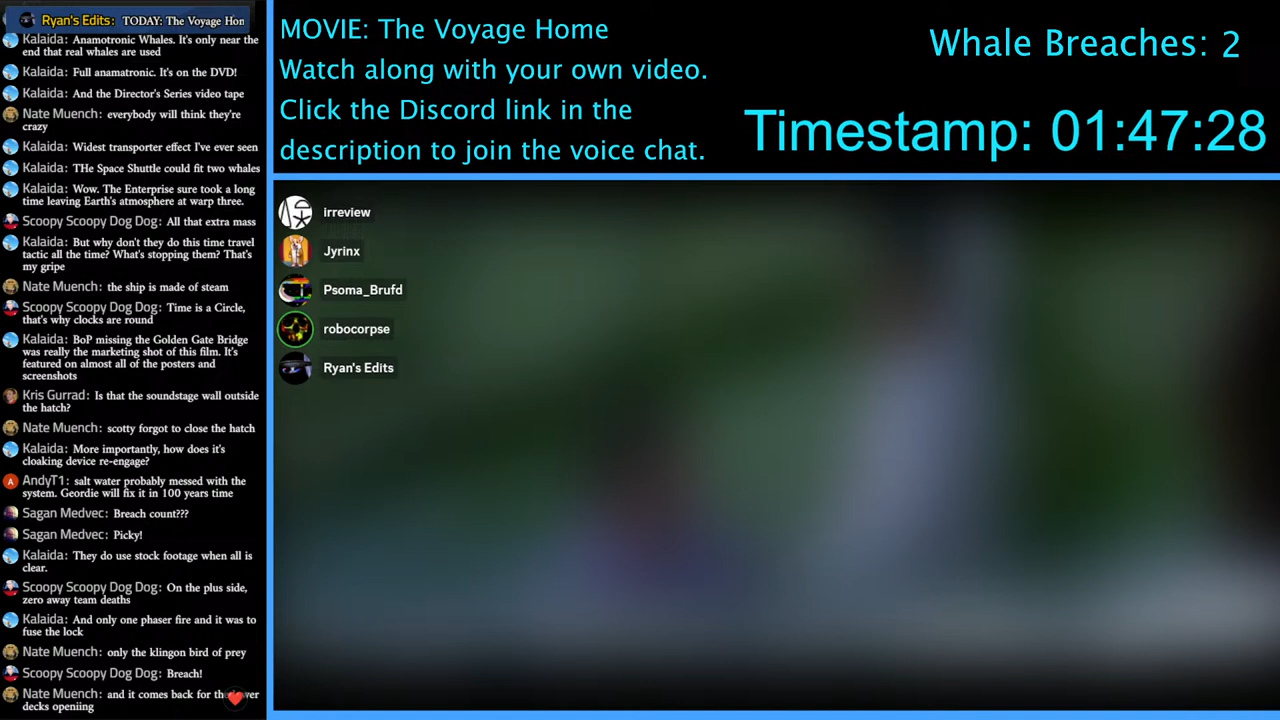 Ryan's Edits: TODAY: The Voyage Hon
Kalaida: Anamotronic Whales. It's only near the
end that real whales are used
Kalaida: Full anamatronic. It's on the DVD!
Kalaida: And the Director's Series video tape
Nate Muench: everybody will think they're
crazy
Kalaida: Widest transporter effect I've ever seen
Kalaida: THe Space Shuttle could fit two whales
Kalaida: Wow. The Enterprise sure took a long
time leaving Earth's atmosphere at warp three.
Scoopy Scoopy Dog Dog: All that extra mass
Kalaida: But why don't they do this time travel
tactic all the time? What's stopping them? That's
my gripe
Nate Muench: the ship is made of steam
Scoopy Scoopy Dog Dog: Time is a Circle,
that's why clocks are round
Kalaida: BoP missing the Golden Gate Bridge
was really the marketing shot of this film. It's
featured on almost all of the posters and
screenshots
Kris Gurrad: Is that the soundstage wall outside
the hatch?
Nate Muench: scotty forgot to close the hatch
Kalaida: More importantly, how does it's
cloaking device re-engage?
A AndyT1: salt water probably messed with the
system. Geordie will fix it in 100 years time
Sagan Medvec: Breach count???
Sagan Medvec: Picky!
Kalaida: They do use stock footage when all is
clear.
Scoopy Scoopy Dog Dog: On the plus side,
zero away team deaths
Kalaida: And only one phaser fire and it was to
fuse the lock
Nate Muench: only the klingon bird of prey
Scoopy Scoopy Dog Dog: Breach!
Nate Muench: and it comes back for the
decks openiing
MOVIE: The Voyage Home
Watch along with your own video.
Click the Discord link in the
description to join the voice chat.
Whale Breaches: 2
Timestamp: 01:47:28
irreview
Jyrinx
Psoma_Brufd
robocorpse
Ryan's Edits